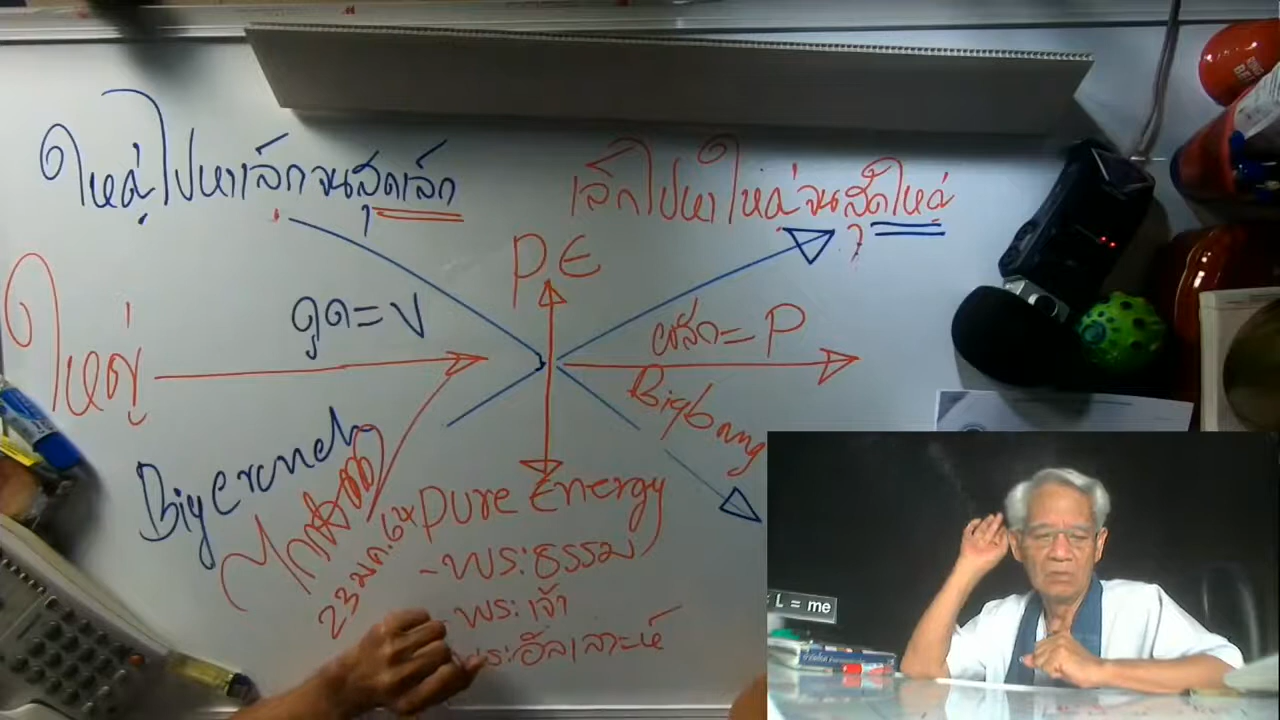 ใหญ่ไปหาเล็กจนสุดเล็ก
เล็กไปหาใหญ่จนสุดใหญ่
PE
ใหญ่
ดูด=V
ผลัก=P
Bigbang
Bigcrunch
23 ม.ค.
Pure Energy
-พระธรรม
-พระเจ้า
พระอัลเลาะห์
L = me